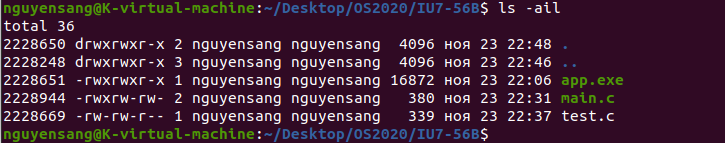 nguyensang@K-virtual-machine:~/Desktop/OS2020/IU7-56B$ ls -ail
total 36
2228650 drwxrwxr-x 2 nguyensang nguyensang  4096 ноя 23 22:48 .
2228248 drwxrwxr-x 3 nguyensang nguyensang  4096 ноя 23 22:46 ..
2228651 -rwxrwxr-x 1 nguyensang nguyensang 16872 ноя 23 22:06 app.exe
2228944 -rwxrw-rw- 2 nguyensang nguyensang   380 ноя 23 22:31 main.c
2228669 -rw-rw-r-- 1 nguyensang nguyensang   339 ноя 23 22:37 test.c
nguyensang@K-virtual-machine:~/Desktop/OS2020/IU7-56B$